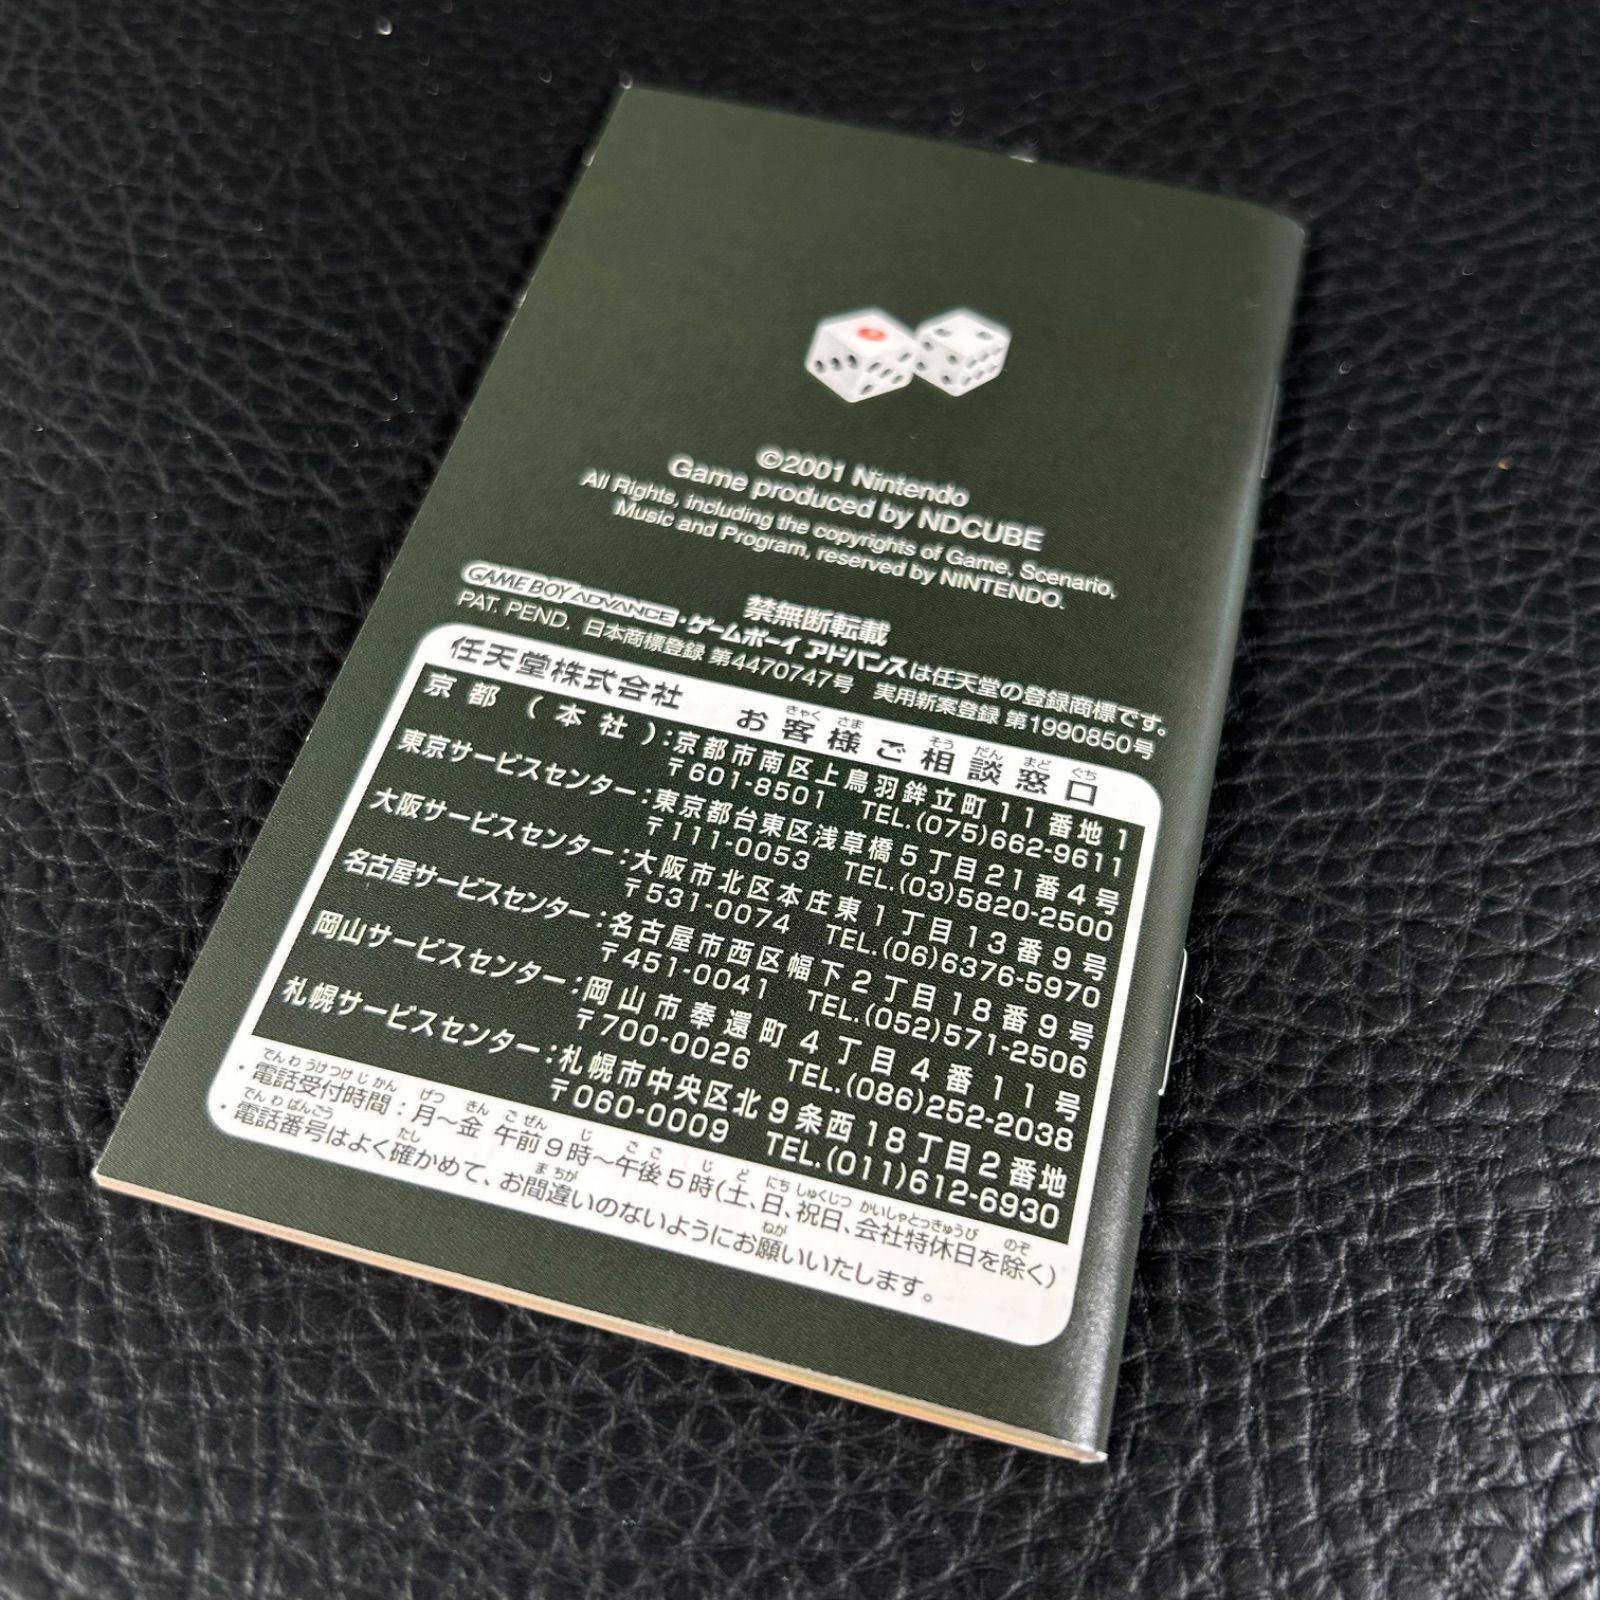 ©2001 Nintendo
Game produced by NDCUBE
All Rights, including the copyrights of Game, Scenario,
Music and Program, reserved by NINTENDO.
禁無断転載
GAME BOY ADVANCE・ゲームボーイ アドバンスは任天堂の登録商標です。
PAT. PEND. 日本商標登録 第4470747号 実用新案登録 第1990850号
任天堂株式会社 お客様ご相談窓口
京都(本社):京都市南区上鳥羽鉾立町11番地1
〒601-8501 TEL.(075)662-9611
東京サービスセンター:東京都台東区浅草橋5丁目21番4号
〒111-0053 TEL.(03)5820-2500
大阪サービスセンター:大阪市北区本庄東1丁目13番9号
〒531-0074 TEL.(06)6376-5970
名古屋サービスセンター:名古屋市西区幅下2丁目18番9号
〒451-0041 TEL.(052)571-2506
岡山サービスセンター:岡山市奉還町4丁目4番11号
〒700-0026 TEL.(086)252-2038
札幌サービスセンター:札幌市中央区北9条西18丁目2番地
〒060-0009 TEL.(011)612-6930
・電話受付時間:月〜金 午前9時〜午後5時(土、日、祝日、会社特休日を除く)
・電話番号はよく確かめて、お間違いのないようにお願いいたします。